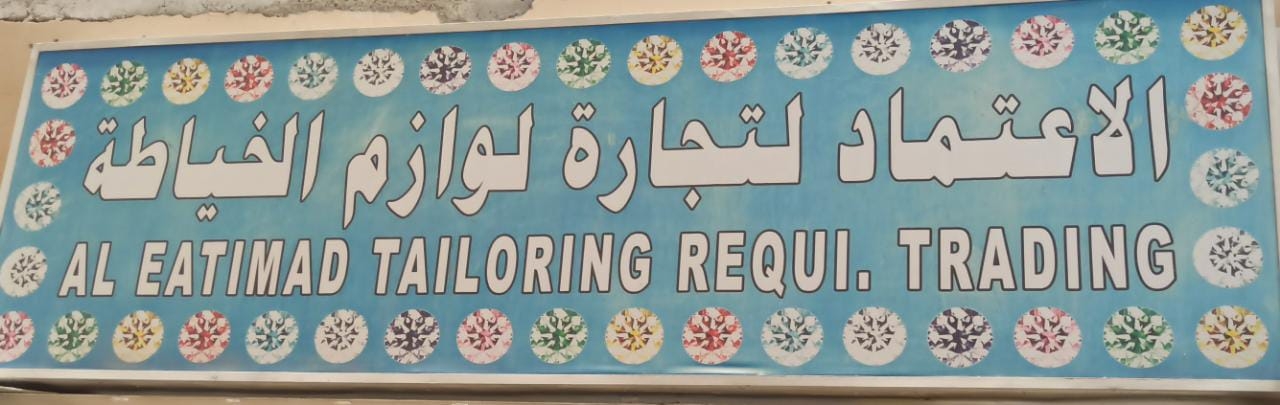 الاعتماد لتجارة لوازم الخياطة
AL EATIMAD TAILORING REQUI. TRADING